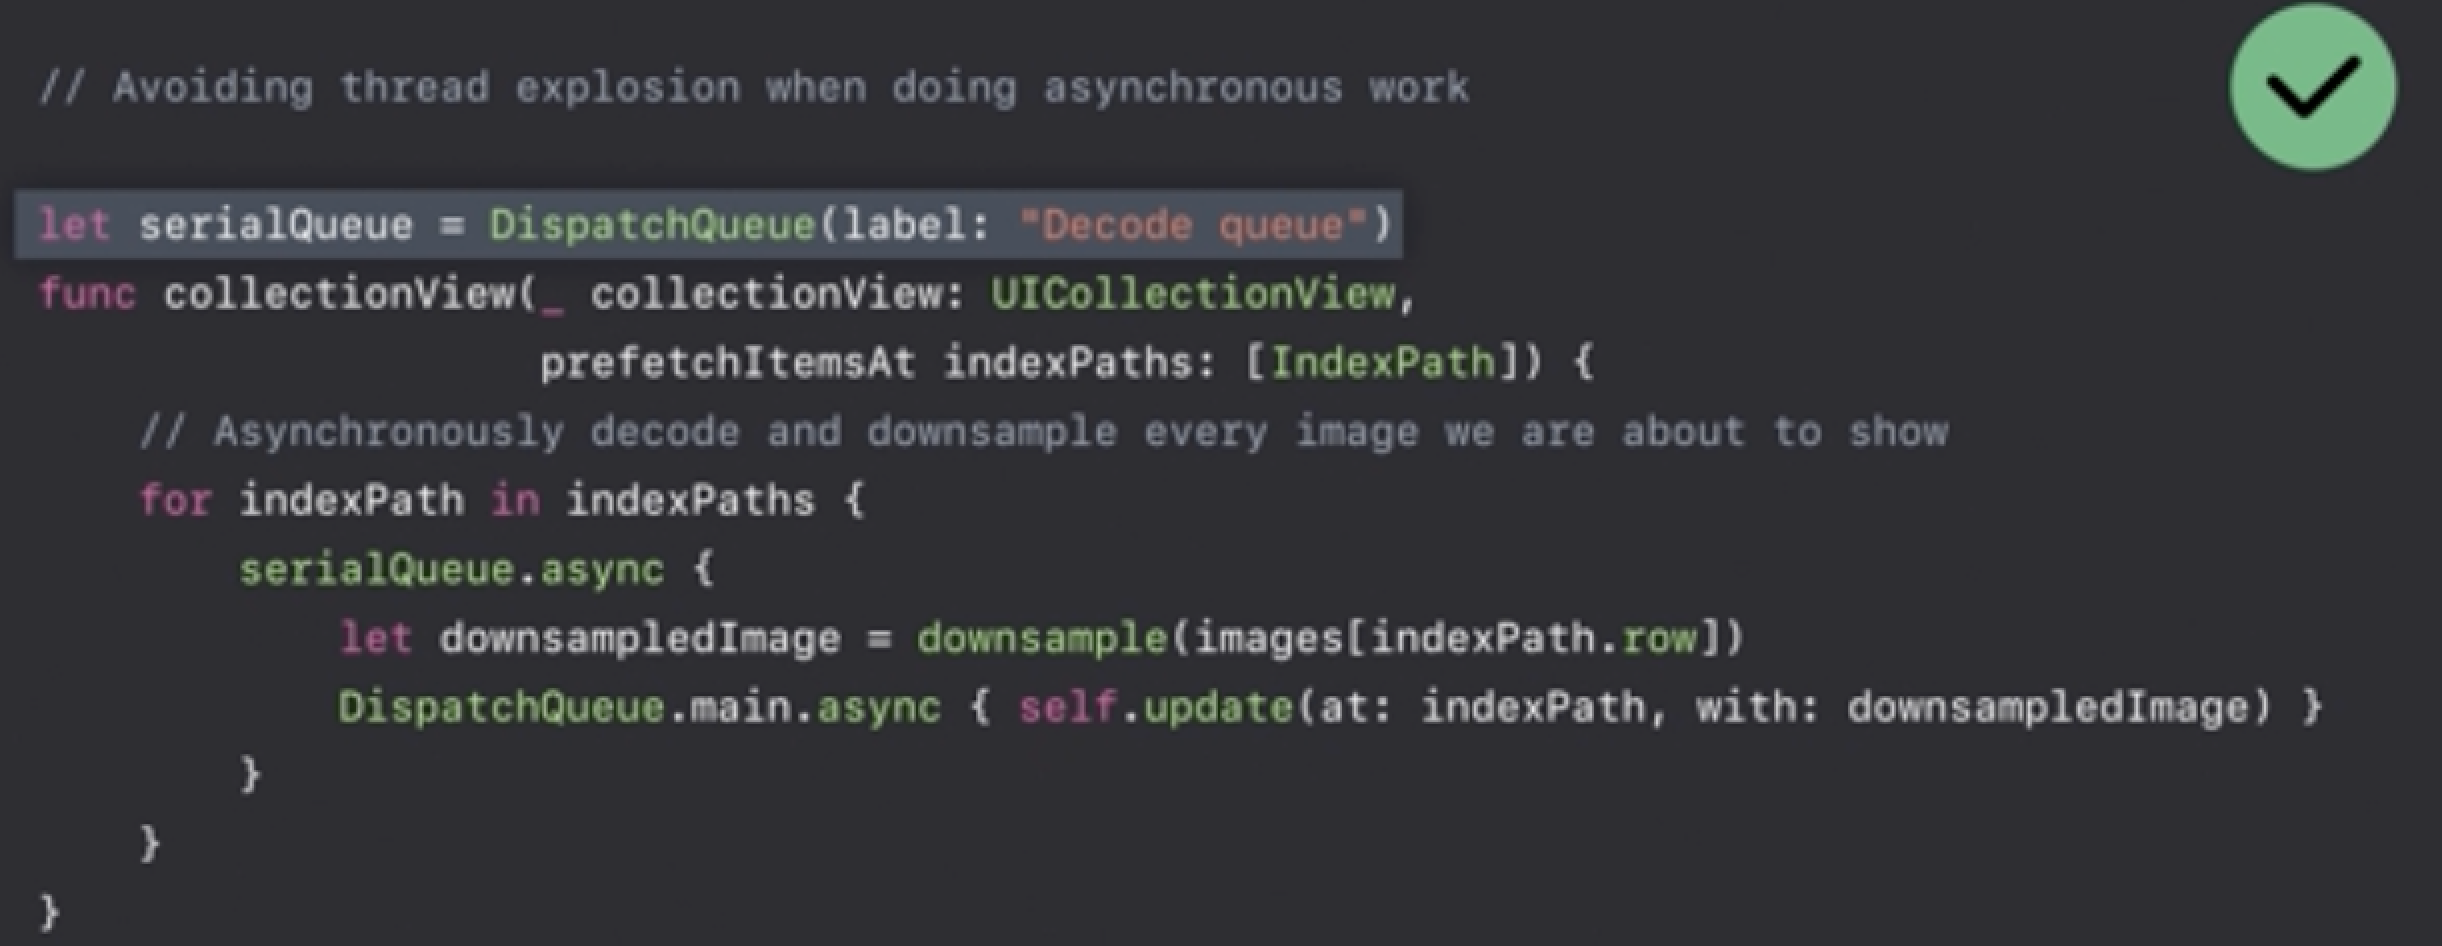 // Avoiding thread explosion when doing asynchronous work
let serialQueue = DispatchQueue(label: "Decode queue")
func collectionView(_ collectionView: UICollectionView,
prefetchItemsAt indexPaths: [IndexPath]) {
// Asynchronously decode and downsample every image we are about to show
for indexPath in indexPaths {
serialQueue.async {
let downsampledImage = downsample(images[indexPath.row])
DispatchQueue.main.async { self.update(at: indexPath, with: downsampledImage) }
}
}
}